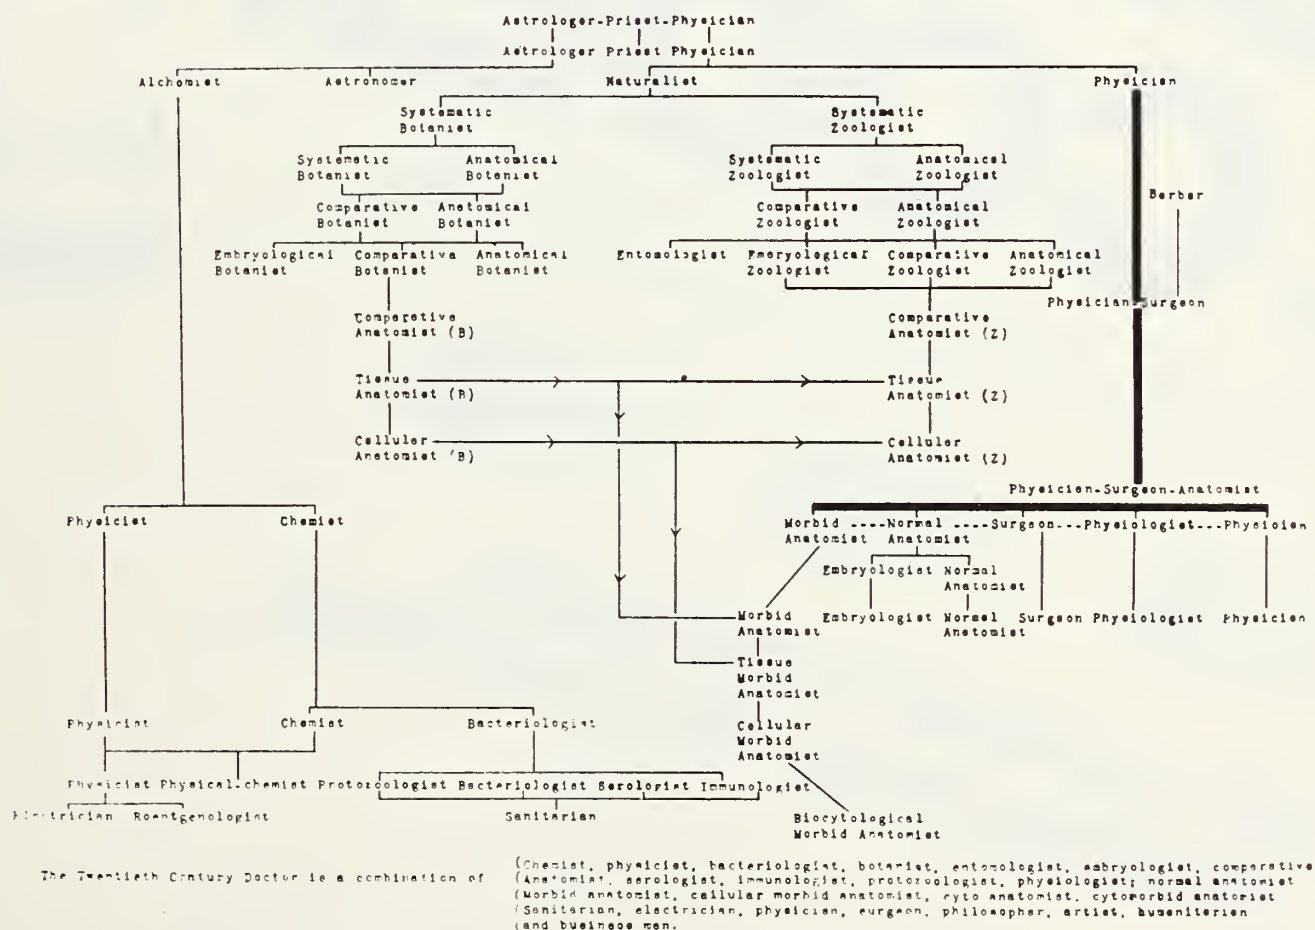 Astrologer-Priest-Physician
Astrologer Priest Physician
Alchemist Astronomer Naturalist Physician
Systematic Systematic
Botanist Zoologist
Systematic Anatomical Systematic Anatomical
Botanist Botanist Zoologist Zoologist
Barber
Comparative Anatomical Comparative Anatomical
Botanist Botanist Zoologist Zoologist
Embryological Comparative Anatomical Entomologist Emeryological Comparative Anatomical
Botanist Botanist Botanist Zoologist Zoologist Zoologist
Physician-Surgeon
Comparative Comparative
Anatomist (B) Anatomist (Z)
Tissue Tissue
Anatomist (B) Anatomist (Z)
Cellular Cellular
Anatomist (B) Anatomist (Z)
Physician-Surgeon-Anatomist
Physicist Chemist Morbid ----Normal ----Surgeon---Physiologist---Physician
Anatomist Anatomist
Embryologist Normal
Anatomist
Morbid Embryologist Normal Surgeon Physiologist Physician
Anatomist Anatomist
Tissue
Morbid
Anatomist
Physicist Chemist Bacteriologist Cellular
Morbid
Anatomist
Physicist Physical-chemist Protozoologist Bacteriologist Serologist Immunologist
Electrician Roentgenologist Sanitarian Biocytological
Morbid Anatomist
(Chemist, physicist, bacteriologist, botanist, entomologist, embryologist, comparative
The Twentieth Century Doctor is a combination of (Anatomist, serologist, immunologist, protozoologist, physiologist; normal anatomist
(Morbid anatomist, cellular morbid anatomist, cyto anatomist, cytomorbid anatomist
(Sanitarian, electrician, physician, surgeon, philosopher, artist, humanitarian
(and business man.